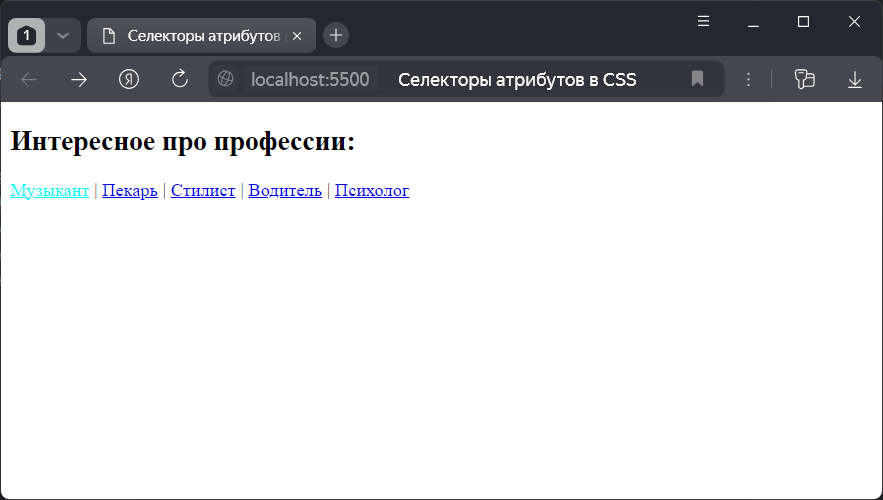 1
Селекторы атрибутов
Я
localhost:5500 Селекторы атрибутов в CSS
Интересное про профессии:
Музыкант | Пекарь | Стилист | Водитель | Психолог